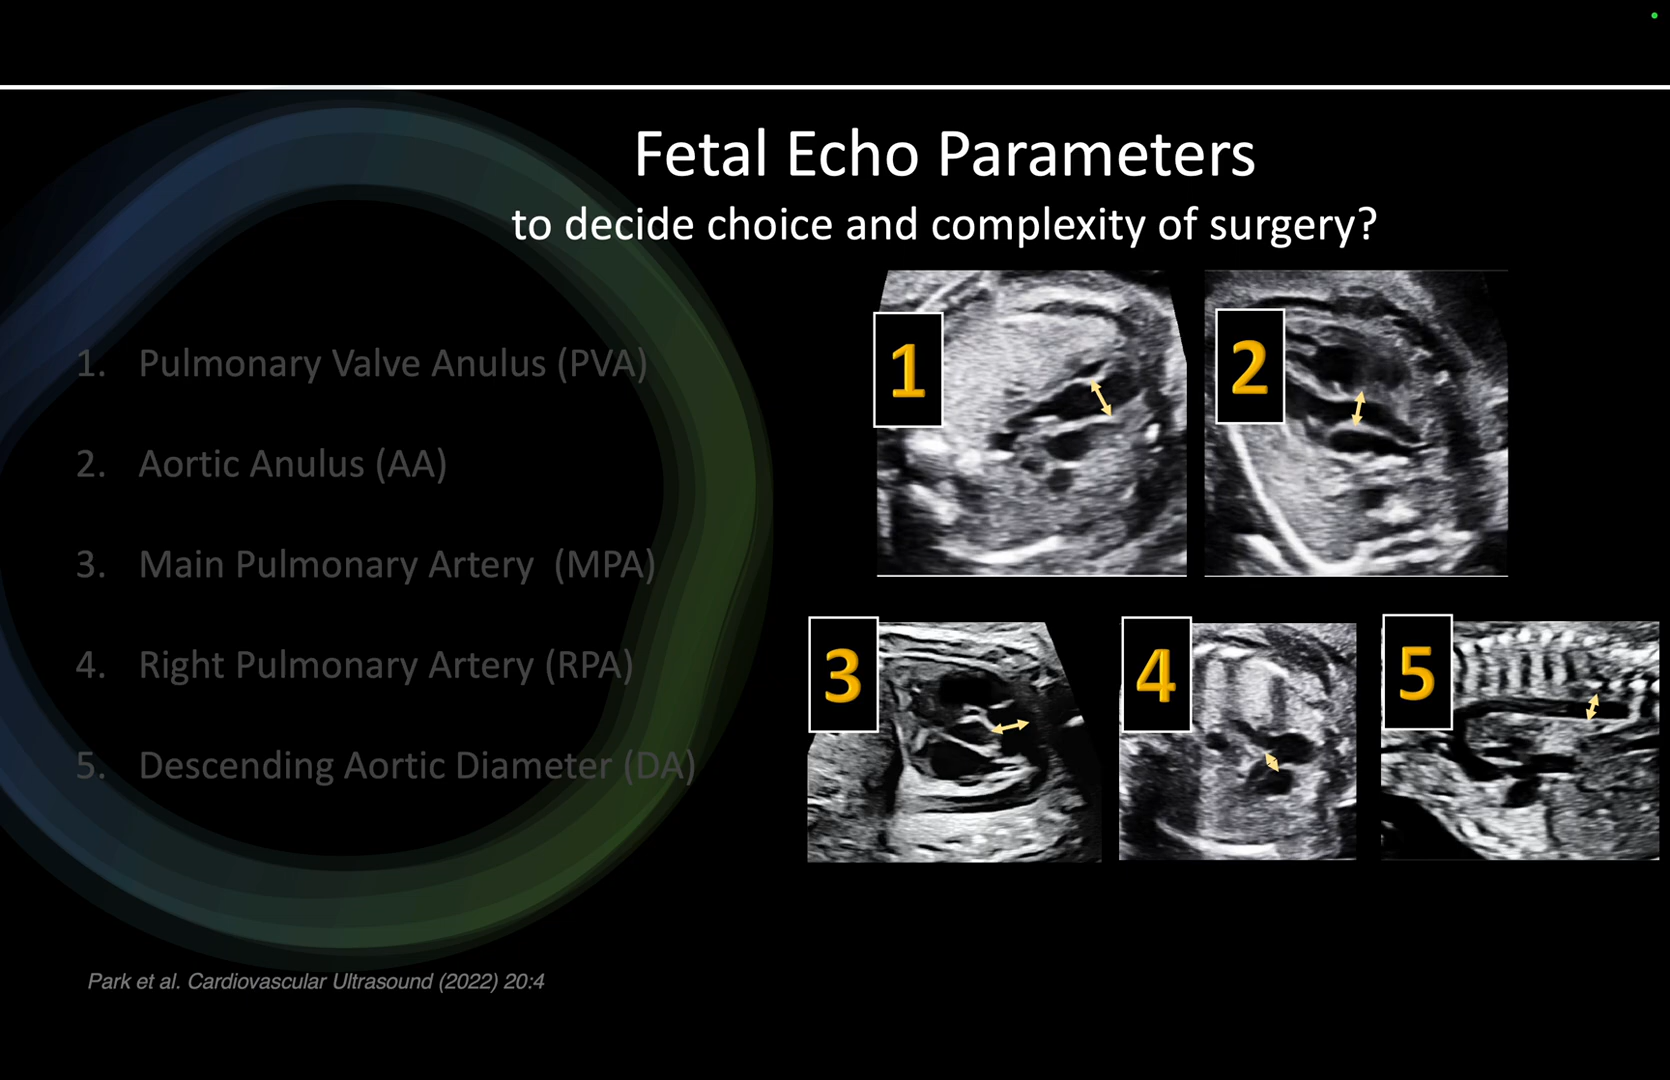 Fetal Echo Parameters
to decide choice and complexity of surgery?
1. Pulmonary Valve Anulus (PVA)
2. Aortic Anulus (AA)
3. Main Pulmonary Artery (MPA)
4. Right Pulmonary Artery (RPA)
5. Descending Aortic Diameter (DA)
1
2
3
4
5
Park et al. Cardiovascular Ultrasound (2022) 20:4